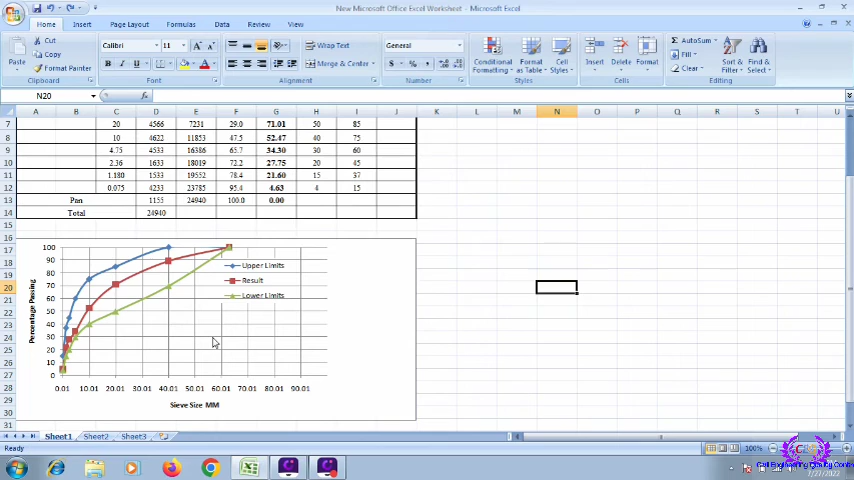 New Microsoft Office Excel Worksheet - Microsoft Excel
Home Insert Page Layout Formulas Data Review View
Paste
Cut
Copy
Format Painter
Clipboard
Calibri 11
B I U
Font
Wrap Text
Merge & Center
Alignment
General
$ % ,
Number
Conditional Formatting
Format as Table
Cell Styles
Styles
Insert Delete Format
Cells
AutoSum
Fill
Clear
Sort & Filter
Find & Select
Editing
N20 fx
A B C D E F G H I J K L M N O P Q R S T U
7 20 4566 7231 29.0 71.01 50 85
8 10 4622 11853 47.5 52.47 40 75
9 4.75 4533 16386 65.7 34.30 30 60
10 2.36 1633 18019 72.2 27.75 20 45
11 1.180 1533 19552 78.4 21.60 15 37
12 0.075 4233 23785 95.4 4.63 4 15
13 Pan 1155 24940 100.0 0.00
14 Total 24940
15
16
17
18
19
20
21
22
23
24
25
26
27
28
29
30
31
100
90
80
70
60
50
40
30
20
10
0
Percentage Passing
Upper Limits
Result
Lower Limits
0.01 10.01 20.01 30.01 40.01 50.01 60.01 70.01 80.01 90.01
Sieve Size MM
Sheet1 Sheet2 Sheet3
Ready
100%
Civil Engineering Quality Contr
7/27/2022